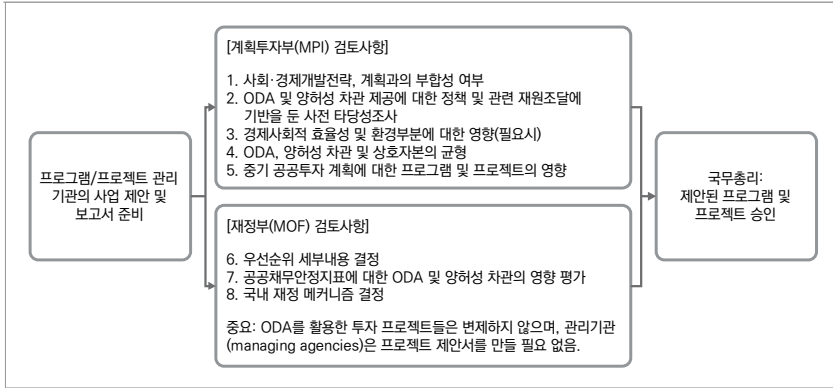 프로그램/프로젝트 관리
기관의 사업 제안 및
보고서 준비
[계획투자부(MPI) 검토사항]
1. 사회·경제개발전략, 계획과의 부합성 여부
2. ODA 및 양허성 차관 제공에 대한 정책 및 관련 재원조달에
기반을 둔 사전 타당성조사
3. 경제사회적 효율성 및 환경부분에 대한 영향(필요시)
4. ODA, 양허성 차관 및 상호자본의 균형
5. 중기 공공투자 계획에 대한 프로그램 및 프로젝트의 영향
[재정부(MOF) 검토사항]
6. 우선순위 세부내용 결정
7. 공공채무안정지표에 대한 ODA 및 양허성 차관의 영향 평가
8. 국내 재정 메커니즘 결정
중요: ODA를 활용한 투자 프로젝트들은 변제하지 않으며, 관리기관
(managing agencies)은 프로젝트 제안서를 만들 필요 없음.
국무총리:
제안된 프로그램 및
프로젝트 승인